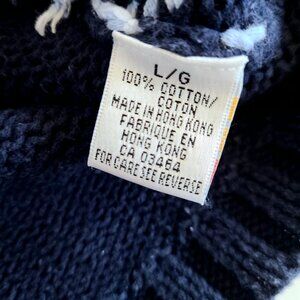 L/G
100% COTTON/
COTON
MADE IN HONG KONG
FABRIQUE EN
HONG KONG
CA 03464
FOR CARE SEE REVERSE